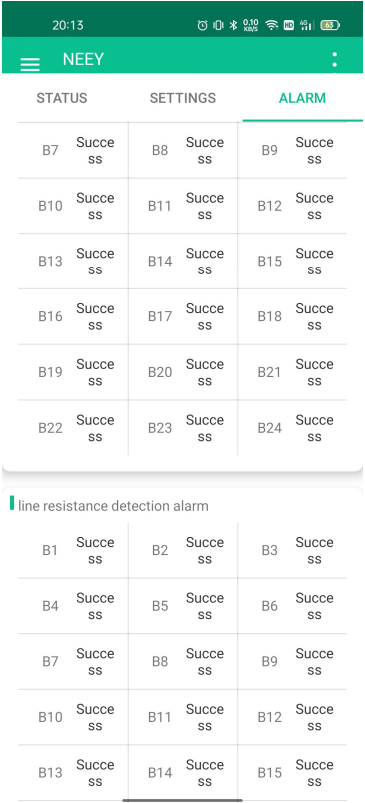 20:13 0.10 KB/S HD 4G 63
NEEY
STATUS SETTINGS ALARM
B7 Succe ss B8 Succe ss B9 Succe ss
B10 Succe ss B11 Succe ss B12 Succe ss
B13 Succe ss B14 Succe ss B15 Succe ss
B16 Succe ss B17 Succe ss B18 Succe ss
B19 Succe ss B20 Succe ss B21 Succe ss
B22 Succe ss B23 Succe ss B24 Succe ss
line resistance detection alarm
B1 Succe ss B2 Succe ss B3 Succe ss
B4 Succe ss B5 Succe ss B6 Succe ss
B7 Succe ss B8 Succe ss B9 Succe ss
B10 Succe ss B11 Succe ss B12 Succe ss
B13 Succe ss B14 Succe ss B15 Succe ss